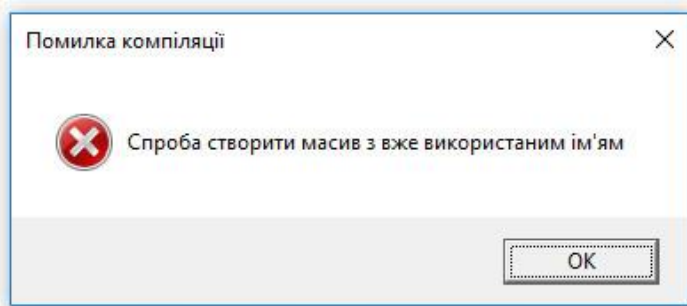 Помилка компіляції
Спроба створити масив з вже використаним ім'ям
OK